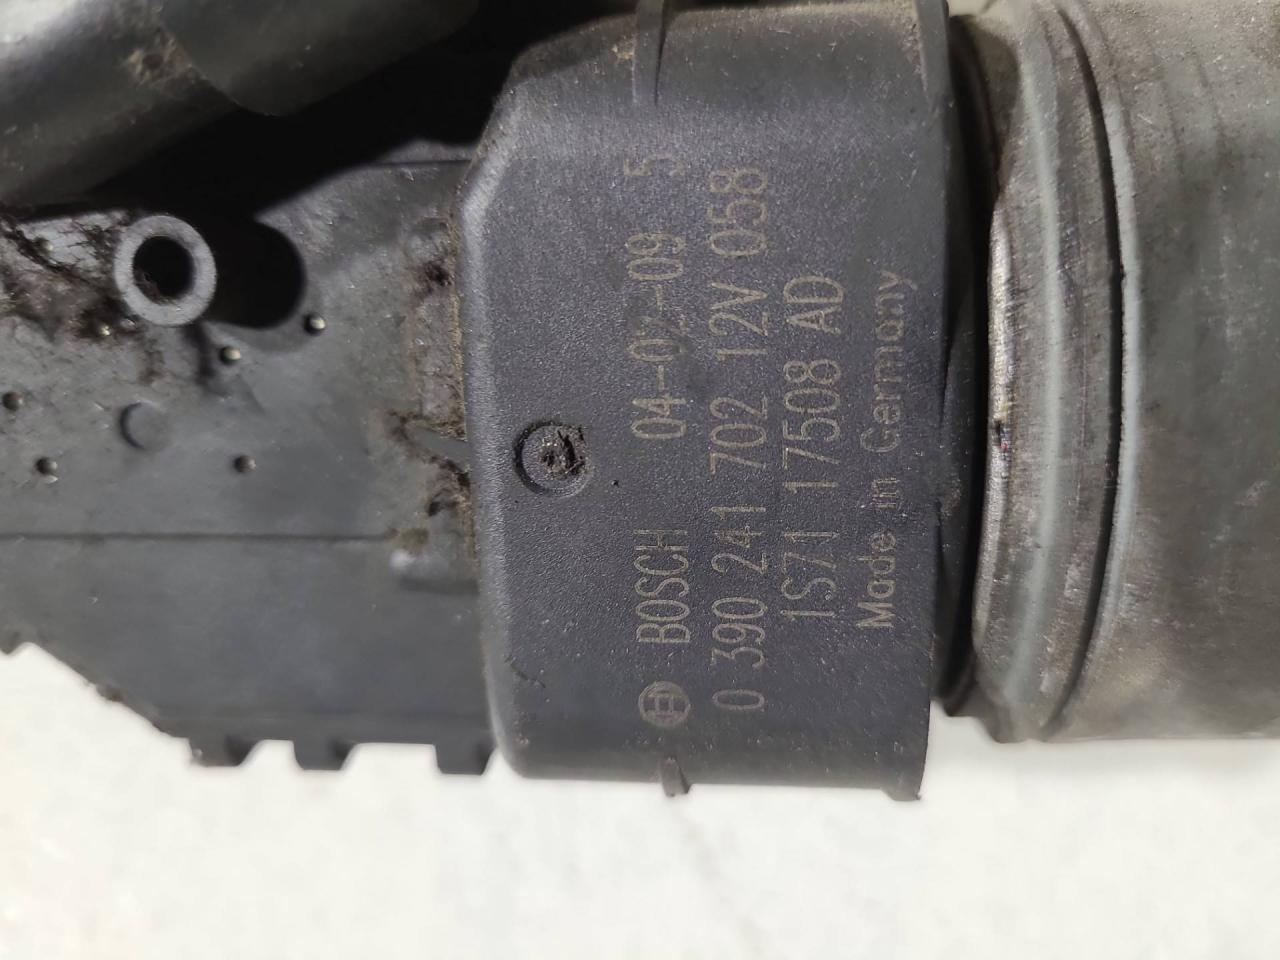 BOSCH 04-02-09 5
0 390 241 702 12V 058
1S71 17508 AD
Made in Germany